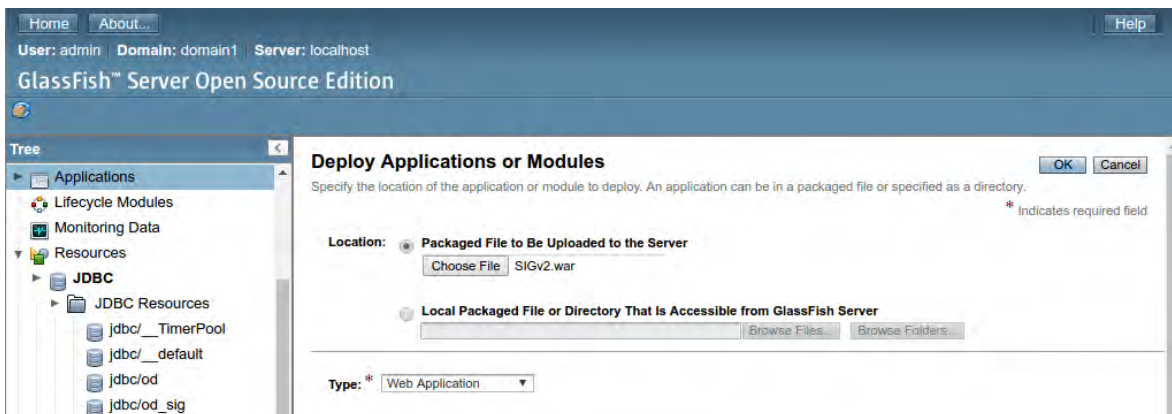 Home About... Help
User: admin Domain: domain1 Server: localhost
GlassFish™ Server Open Source Edition
Tree
Applications
Lifecycle Modules
Monitoring Data
Resources
JDBC
JDBC Resources
jdbc/__TimerPool
jdbc/__default
jdbc/od
jdbc/od_sig
Deploy Applications or Modules
OK Cancel
Specify the location of the application or module to deploy. An application can be in a packaged file or specified as a directory.
* Indicates required field
Location: Packaged File to Be Uploaded to the Server
Choose File SIGv2.war
Local Packaged File or Directory That Is Accessible from GlassFish Server
Browse Files... Browse Folders...
Type: * Web Application